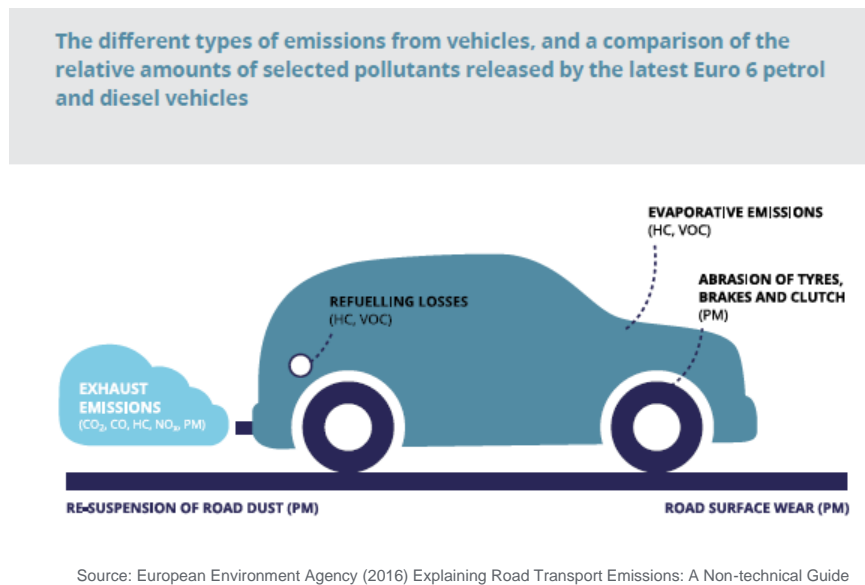 The different types of emissions from vehicles, and a comparison of the
relative amounts of selected pollutants released by the latest Euro 6 petrol
and diesel vehicles
EVAPORATIVE EMISSIONS
(HC, VOC)
ABRASION OF TYRES,
BRAKES AND CLUTCH
(PM)
REFUELLING LOSSES
(HC, VOC)
EXHAUST
EMISSIONS
(CO₂, CO, HC, NOₓ, PM)
RE-SUSPENSION OF ROAD DUST (PM)
ROAD SURFACE WEAR (PM)
Source: European Environment Agency (2016) Explaining Road Transport Emissions: A Non-technical Guide